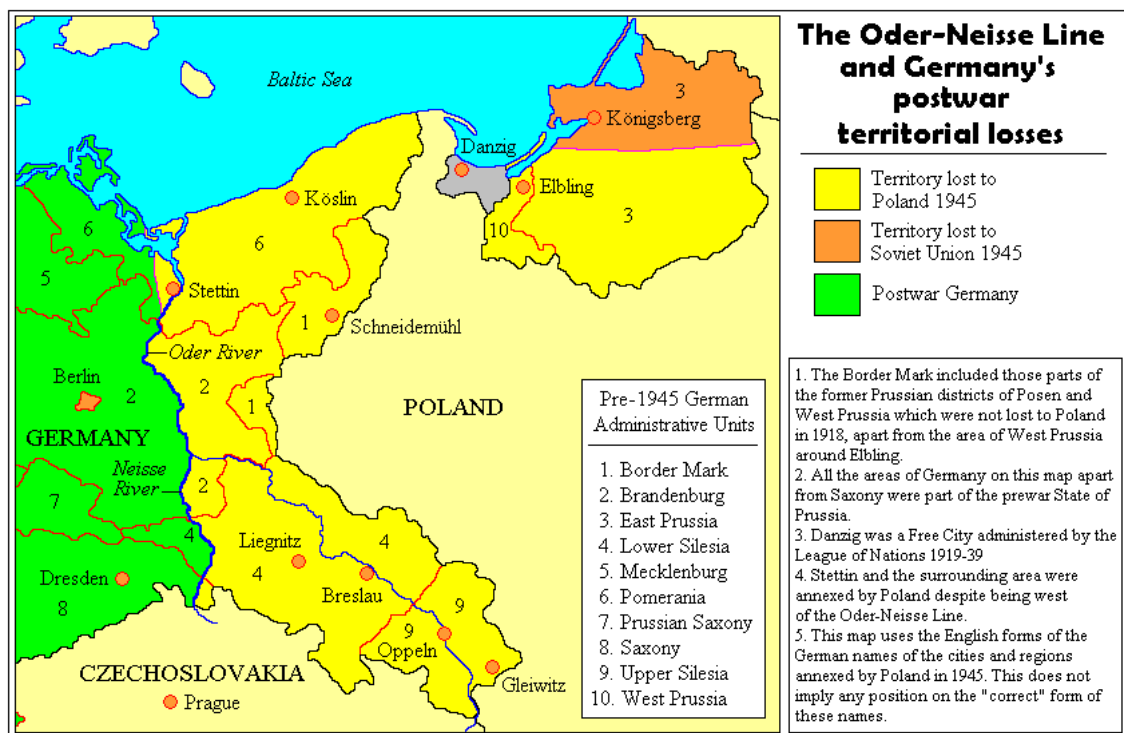 The Oder-Neisse Line
and Germany's
postwar
territorial losses
Territory lost to
Poland 1945
Territory lost to
Soviet Union 1945
Postwar Germany
Baltic Sea
3
Königsberg
Danzig
Elbling
10
3
Köslin
6
6
5
Stettin
1
Schneidemühl
Oder River
Berlin
2
2
1
POLAND
GERMANY
Neisse
River
2
7
4
4
Liegnitz
4
Dresden
Breslau
8
9
9
Oppeln
Gleiwitz
CZECHOSLOVAKIA
Prague
Pre-1945 German
Administrative Units
1. Border Mark
2. Brandenburg
3. East Prussia
4. Lower Silesia
5. Mecklenburg
6. Pomerania
7. Prussian Saxony
8. Saxony
9. Upper Silesia
10. West Prussia
1. The Border Mark included those parts of
the former Prussian districts of Posen and
West Prussia which were not lost to Poland
in 1918, apart from the area of West Prussia
around Elbling.
2. All the areas of Germany on this map apart
from Saxony were part of the prewar State of
Prussia.
3. Danzig was a Free City administered by the
League of Nations 1919-39
4. Stettin and the surrounding area were
annexed by Poland despite being west
of the Oder-Neisse Line.
5. This map uses the English forms of the
German names of the cities and regions
annexed by Poland in 1945. This does not
imply any position on the "correct" form of
these names.